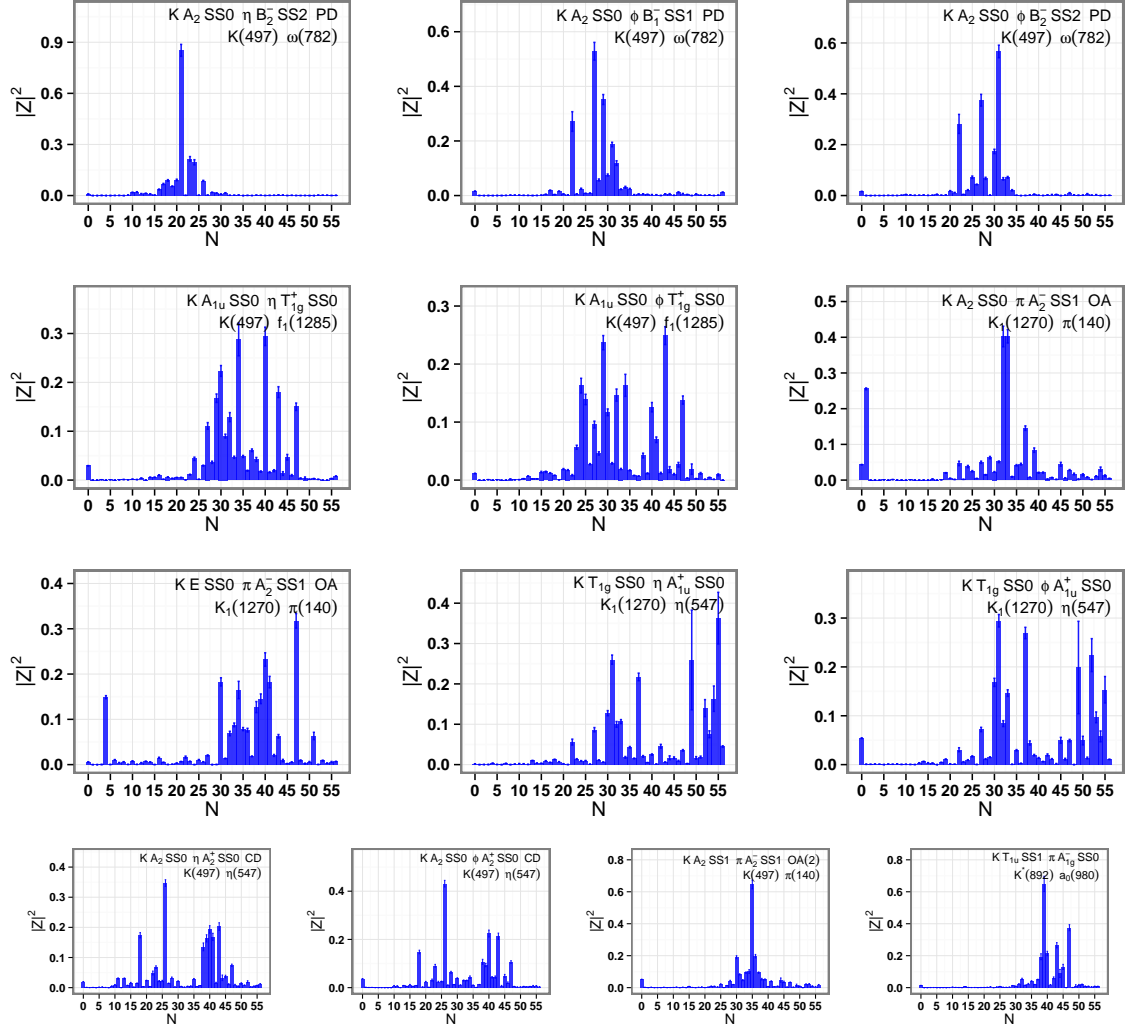 K A₂ SS0 η B₂⁻ SS2 PD
K(497) ω(782)
0.9
0.6
0.3
0.0
|Z|²
0 5 10 15 20 25 30 35 40 45 50 55
N
K A₂ SS0 ϕ B₁⁻ SS1 PD
K(497) ω(782)
0.6
0.4
0.2
0.0
|Z|²
0 5 10 15 20 25 30 35 40 45 50 55
N
K A₂ SS0 ϕ B₂⁻ SS2 PD
K(497) ω(782)
0.6
0.4
0.2
0.0
|Z|²
0 5 10 15 20 25 30 35 40 45 50 55
N
K A₁ᵤ SS0 η T₁g⁺ SS0
K(497) f₁(1285)
0.3
0.2
0.1
0.0
|Z|²
0 5 10 15 20 25 30 35 40 45 50 55
N
K A₁ᵤ SS0 ϕ T₁g⁺ SS0
K(497) f₁(1285)
0.3
0.2
0.1
0.0
|Z|²
0 5 10 15 20 25 30 35 40 45 50 55
N
K A₂ SS0 π A₂⁻ SS1 OA
K₁(1270) π(140)
0.5
0.4
0.3
0.2
0.1
0.0
|Z|²
0 5 10 15 20 25 30 35 40 45 50 55
N
K E SS0 π A₂⁻ SS1 OA
K₁(1270) π(140)
0.4
0.3
0.2
0.1
0.0
|Z|²
0 5 10 15 20 25 30 35 40 45 50 55
N
K T₁g SS0 η A₁ᵤ⁺ SS0
K₁(1270) η(547)
0.4
0.3
0.2
0.1
0.0
|Z|²
0 5 10 15 20 25 30 35 40 45 50 55
N
K T₁g SS0 ϕ A₁ᵤ⁺ SS0
K₁(1270) η(547)
0.3
0.2
0.1
0.0
|Z|²
0 5 10 15 20 25 30 35 40 45 50 55
N
K A₂ SS0 η A₂⁺ SS0 CD
K(497) η(547)
0.4
0.3
0.2
0.1
0.0
|Z|²
0 5 10 15 20 25 30 35 40 45 50 55
N
K A₂ SS0 ϕ A₂⁺ SS0 CD
K(497) η(547)
0.4
0.2
0.0
|Z|²
0 5 10 15 20 25 30 35 40 45 50 55
N
K A₂ SS1 π A₂⁻ SS1 OA(2)
K(497) π(140)
0.8
0.6
0.4
0.2
0.0
|Z|²
0 5 10 15 20 25 30 35 40 45 50 55
N
K T₁ᵤ SS1 π A₁g⁻ SS0
K*(892) a₀(980)
0.8
0.6
0.4
0.2
0.0
|Z|²
0 5 10 15 20 25 30 35 40 45 50 55
N